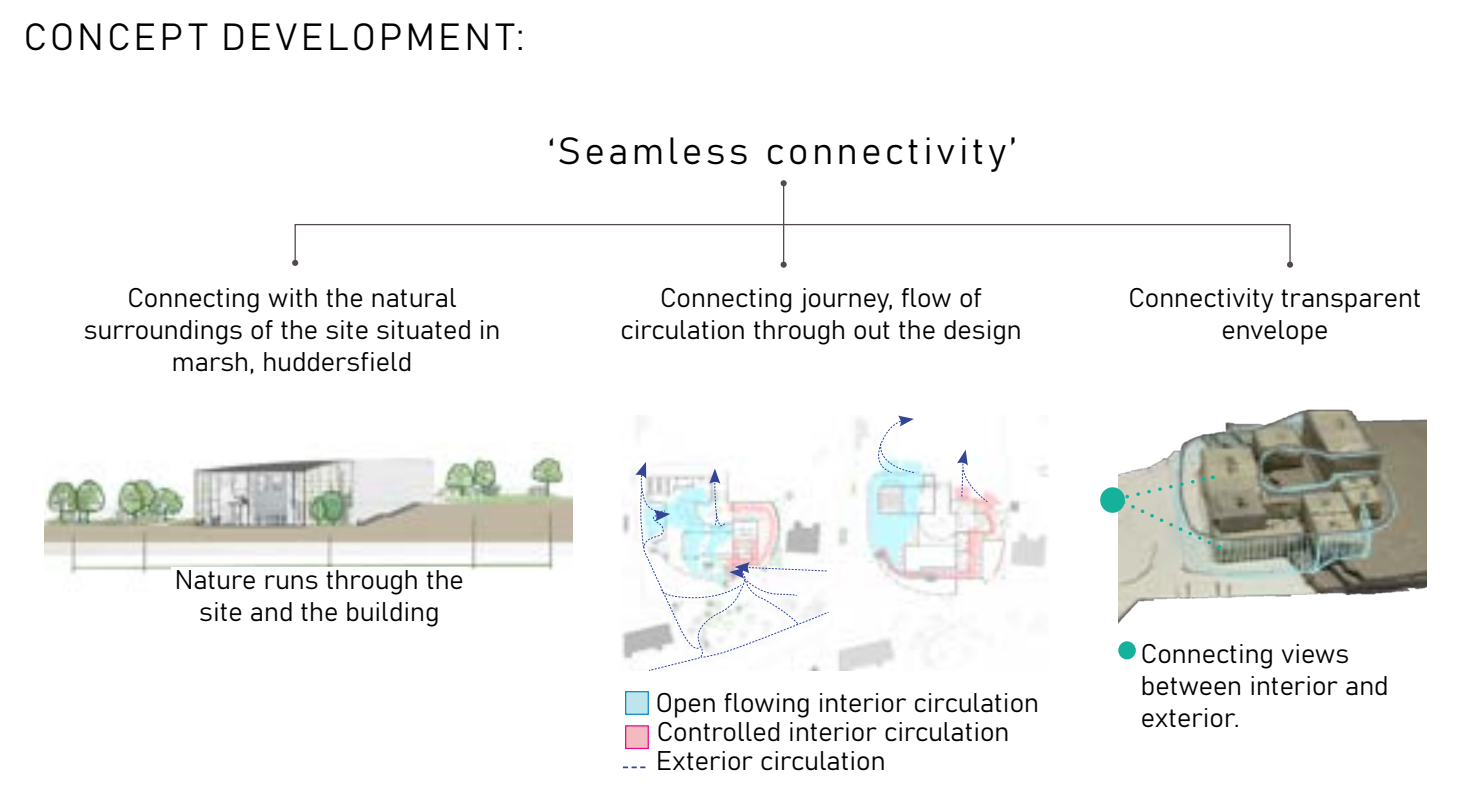 CONCEPT DEVELOPMENT:
‘Seamless connectivity’
Connecting with the natural
surroundings of the site situated in
marsh, huddersfield
Nature runs through the
site and the building
Connecting journey, flow of
circulation through out the design
Open flowing interior circulation
Controlled interior circulation
Exterior circulation
Connectivity transparent
envelope
Connecting views
between interior and
exterior.